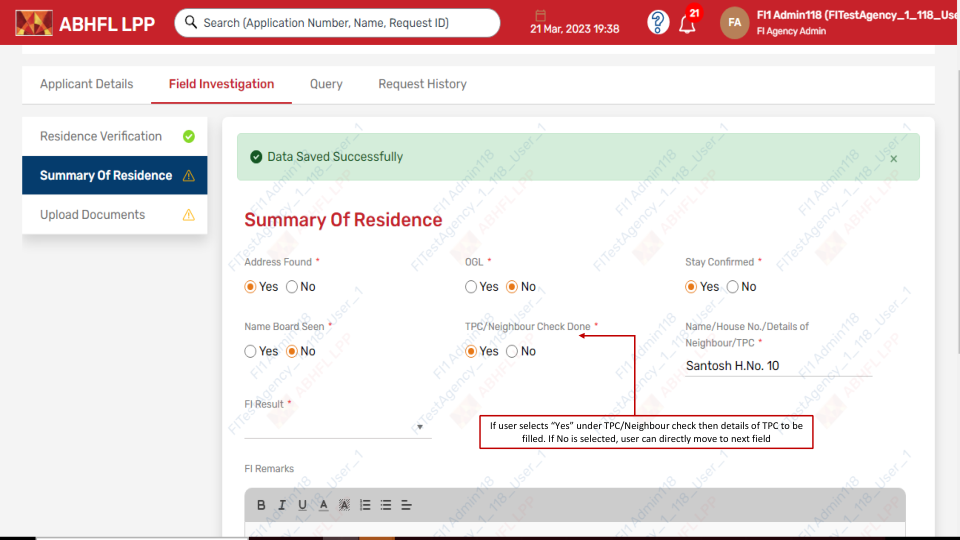 ABHFL LPP
Search (Application Number, Name, Request ID)
21 Mar, 2023 19:38
21
FA
FI1 Admin118 (FITestAgency_1_118_Use
FI Agency Admin
Applicant Details
Field Investigation
Query
Request History
Residence Verification
Summary Of Residence
Upload Documents
Data Saved Successfully
×
Summary Of Residence
Address Found *
Yes No
OGL *
Yes No
Stay Confirmed *
Yes No
Name Board Seen *
Yes No
TPC/Neighbour Check Done *
Yes No
Name/House No./Details of
Neighbour/TPC *
Santosh H.No. 10
FI Result *
If user selects “Yes” under TPC/Neighbour check then details of TPC to be
filled. If No is selected, user can directly move to next field
FI Remarks
B I U A A